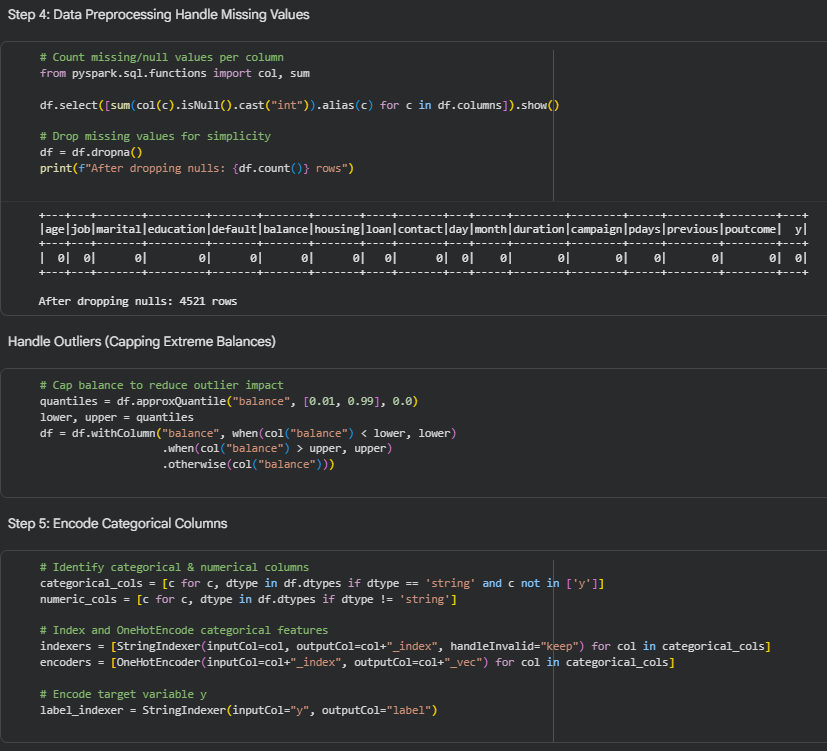 Step 4: Data Preprocessing Handle Missing Values
# Count missing/null values per column
from pyspark.sql.functions import col, sum
df.select([sum(col(c).isNull().cast("int")).alias(c) for c in df.columns]).show()
# Drop missing values for simplicity
df = df.dropna()
print(f"After dropping nulls: {df.count()} rows")
+---+---+-------+---------+-------+-------+-------+----+-------+---+-----+--------+--------+-----+--------+--------+---+
|age|job|marital|education|default|balance|housing|loan|contact|day|month|duration|campaign|pdays|previous|poutcome|  y|
+---+---+-------+---------+-------+-------+-------+----+-------+---+-----+--------+--------+-----+--------+--------+---+
|  0|  0|      0|        0|      0|      0|      0|   0|      0|  0|    0|       0|       0|    0|       0|       0|  0|
+---+---+-------+---------+-------+-------+-------+----+-------+---+-----+--------+--------+-----+--------+--------+---+
After dropping nulls: 4521 rows
Handle Outliers (Capping Extreme Balances)
# Cap balance to reduce outlier impact
quantiles = df.approxQuantile("balance", [0.01, 0.99], 0.0)
lower, upper = quantiles
df = df.withColumn("balance", when(col("balance") < lower, lower)
                   .when(col("balance") > upper, upper)
                   .otherwise(col("balance")))
Step 5: Encode Categorical Columns
# Identify categorical & numerical columns
categorical_cols = [c for c, dtype in df.dtypes if dtype == 'string' and c not in ['y']]
numeric_cols = [c for c, dtype in df.dtypes if dtype != 'string']
# Index and OneHotEncode categorical features
indexers = [StringIndexer(inputCol=col, outputCol=col+"_index", handleInvalid="keep") for col in categorical_cols]
encoders = [OneHotEncoder(inputCol=col+"_index", outputCol=col+"_vec") for col in categorical_cols]
# Encode target variable y
label_indexer = StringIndexer(inputCol="y", outputCol="label")